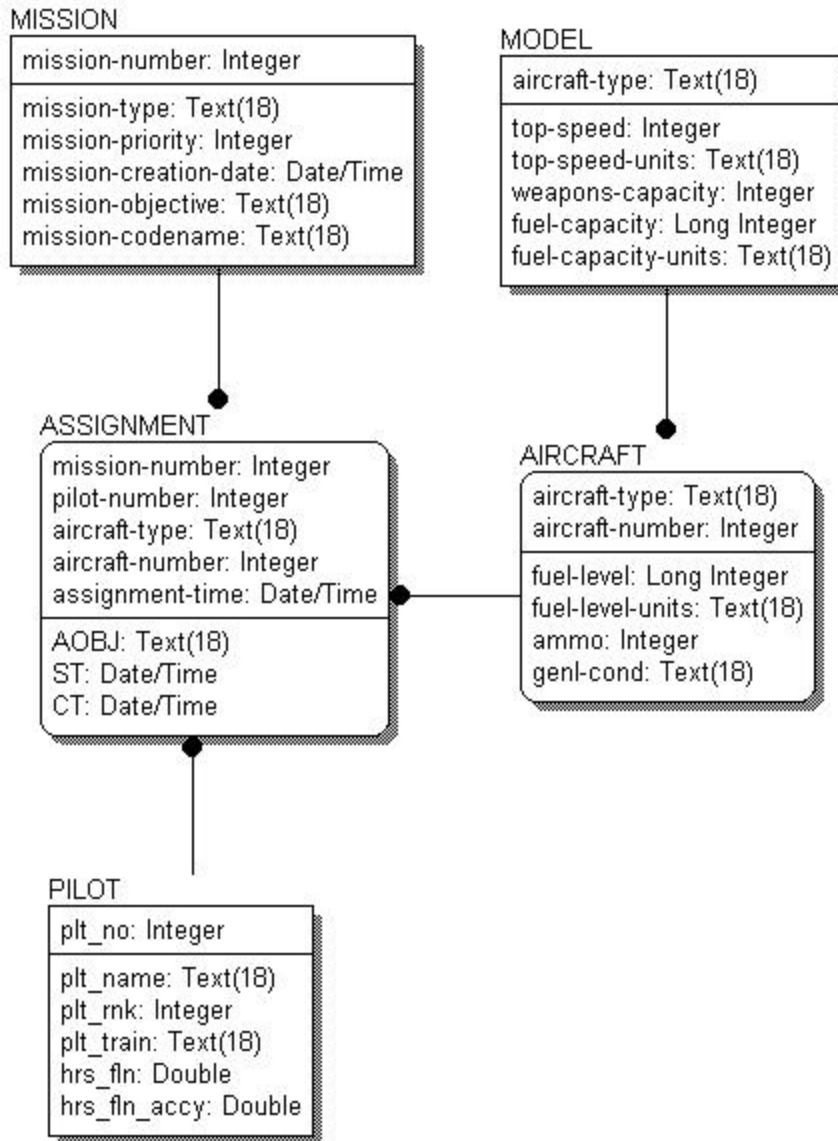 MISSION
mission-number: Integer
mission-type: Text(18)
mission-priority: Integer
mission-creation-date: Date/Time
mission-objective: Text(18)
mission-codename: Text(18)
MODEL
aircraft-type: Text(18)
top-speed: Integer
top-speed-units: Text(18)
weapons-capacity: Integer
fuel-capacity: Long Integer
fuel-capacity-units: Text(18)
ASSIGNMENT
mission-number: Integer
pilot-number: Integer
aircraft-type: Text(18)
aircraft-number: Integer
assignment-time: Date/Time
AOBJ: Text(18)
ST: Date/Time
CT: Date/Time
AIRCRAFT
aircraft-type: Text(18)
aircraft-number: Integer
fuel-level: Long Integer
fuel-level-units: Text(18)
ammo: Integer
genl-cond: Text(18)
PILOT
plt_no: Integer
plt_name: Text(18)
plt_rnk: Integer
plt_train: Text(18)
hrs_fln: Double
hrs_fln_accy: Double